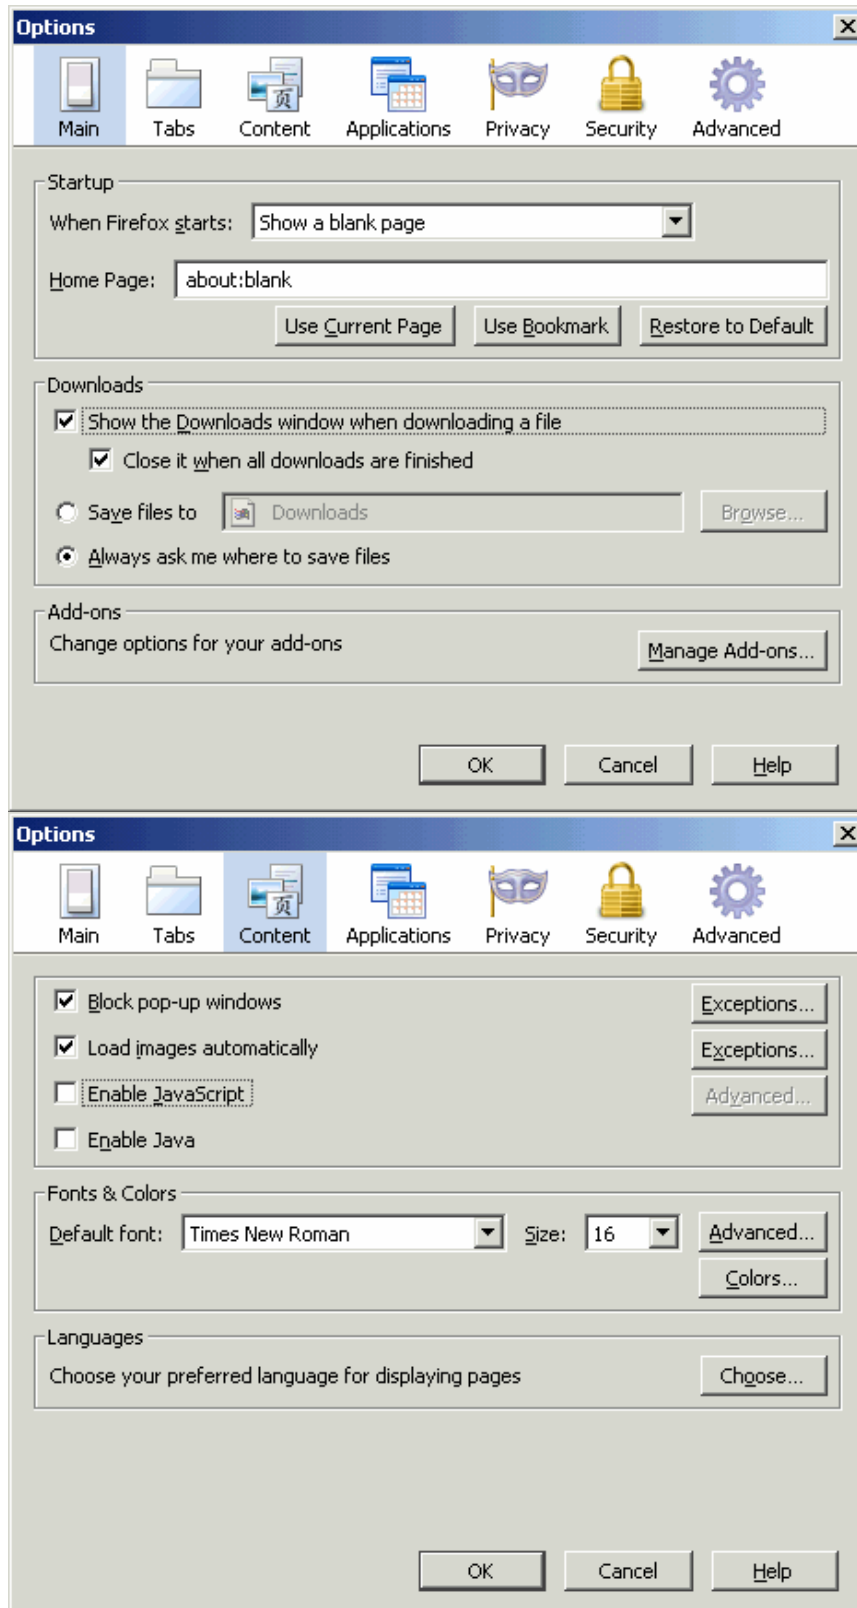 Options
Main Tabs Content Applications Privacy Security Advanced
Startup
When Firefox starts: Show a blank page
Home Page: about:blank
Use Current Page Use Bookmark Restore to Default
Downloads
Show the Downloads window when downloading a file
Close it when all downloads are finished
Save files to Downloads Browse...
Always ask me where to save files
Add-ons
Change options for your add-ons Manage Add-ons...
OK Cancel Help
Options
页
Main Tabs Content Applications Privacy Security Advanced
Block pop-up windows Exceptions...
Load images automatically Exceptions...
Enable JavaScript Advanced...
Enable Java
Fonts & Colors
Default font: Times New Roman Size: 16 Advanced...
Colors...
Languages
Choose your preferred language for displaying pages Choose...
OK Cancel Help